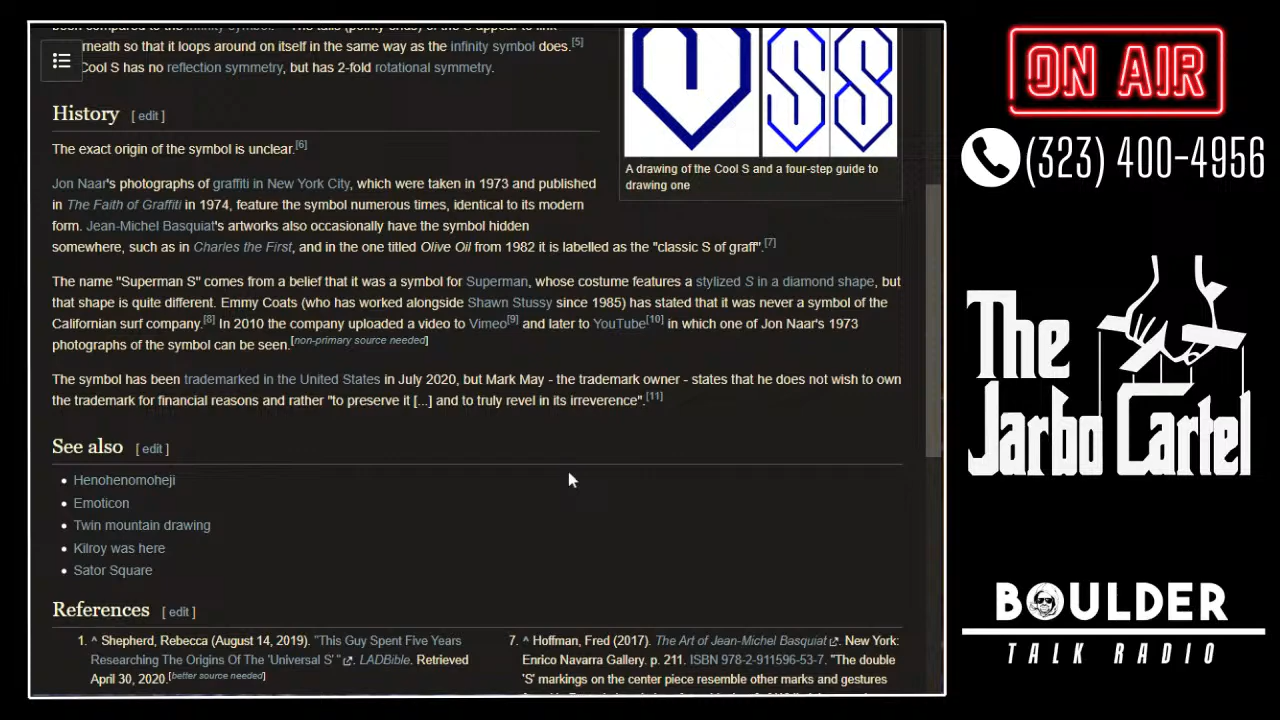 been compared to the infinity symbol.
neath so that it loops around on itself in the same way as the infinity symbol does.[5]
Cool S has no reflection symmetry, but has 2-fold rotational symmetry.
History [ edit ]
The exact origin of the symbol is unclear.[6]
Jon Naar's photographs of graffiti in New York City, which were taken in 1973 and published
in The Faith of Graffiti in 1974, feature the symbol numerous times, identical to its modern
form. Jean-Michel Basquiat's artworks also occasionally have the symbol hidden
somewhere, such as in Charles the First, and in the one titled Olive Oil from 1982 it is labelled as the "classic S of graff".[7]
The name "Superman S" comes from a belief that it was a symbol for Superman, whose costume features a stylized S in a diamond shape, but
that shape is quite different. Emmy Coats (who has worked alongside Shawn Stussy since 1985) has stated that it was never a symbol of the
Californian surf company.[8] In 2010 the company uploaded a video to Vimeo[9] and later to YouTube[10] in which one of Jon Naar's 1973
photographs of the symbol can be seen.[non-primary source needed]
The symbol has been trademarked in the United States in July 2020, but Mark May - the trademark owner - states that he does not wish to own
the trademark for financial reasons and rather "to preserve it [...] and to truly revel in its irreverence".[11]
See also [ edit ]
Henohenomoheji
Emoticon
Twin mountain drawing
Kilroy was here
Sator Square
References [ edit ]
1. ^ Shepherd, Rebecca (August 14, 2019). "This Guy Spent Five Years
Researching The Origins Of The 'Universal S' ". LADBible. Retrieved
April 30, 2020.[better source needed]
7. ^ Hoffman, Fred (2017). The Art of Jean-Michel Basquiat. New York:
Enrico Navarra Gallery. p. 211. ISBN 978-2-911596-53-7. "The double
'S' markings on the center piece resemble other marks and gestures
A drawing of the Cool S and a four-step guide to
drawing one
ON AIR
(323) 400-4956
The
Jarbo Cartel
BOULDER
TALK RADIO